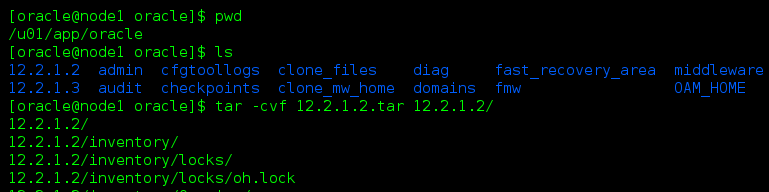 [oracle@node1 oracle]$ pwd
/u01/app/oracle
[oracle@node1 oracle]$ ls
12.2.1.2 admin cfgtoollogs clone_files diag fast_recovery_area middleware
12.2.1.3 audit checkpoints clone_mw_home domains fmw OAM_HOME
[oracle@node1 oracle]$ tar -cvf 12.2.1.2.tar 12.2.1.2/
12.2.1.2/
12.2.1.2/inventory/
12.2.1.2/inventory/locks/
12.2.1.2/inventory/locks/oh.lock